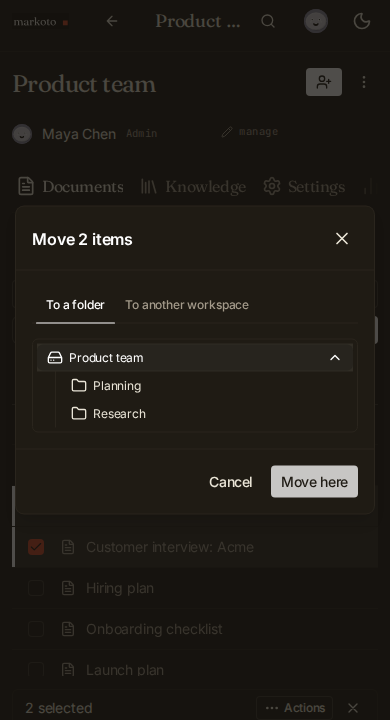 markoto
Product ...
Product team
Maya Chen Admin manage
Documents Knowledge Settings
Move 2 items
To a folder To another workspace
Product team
Planning
Research
Cancel Move here
Customer interview: Acme
Hiring plan
Onboarding checklist
Launch plan
2 selected ... Actions